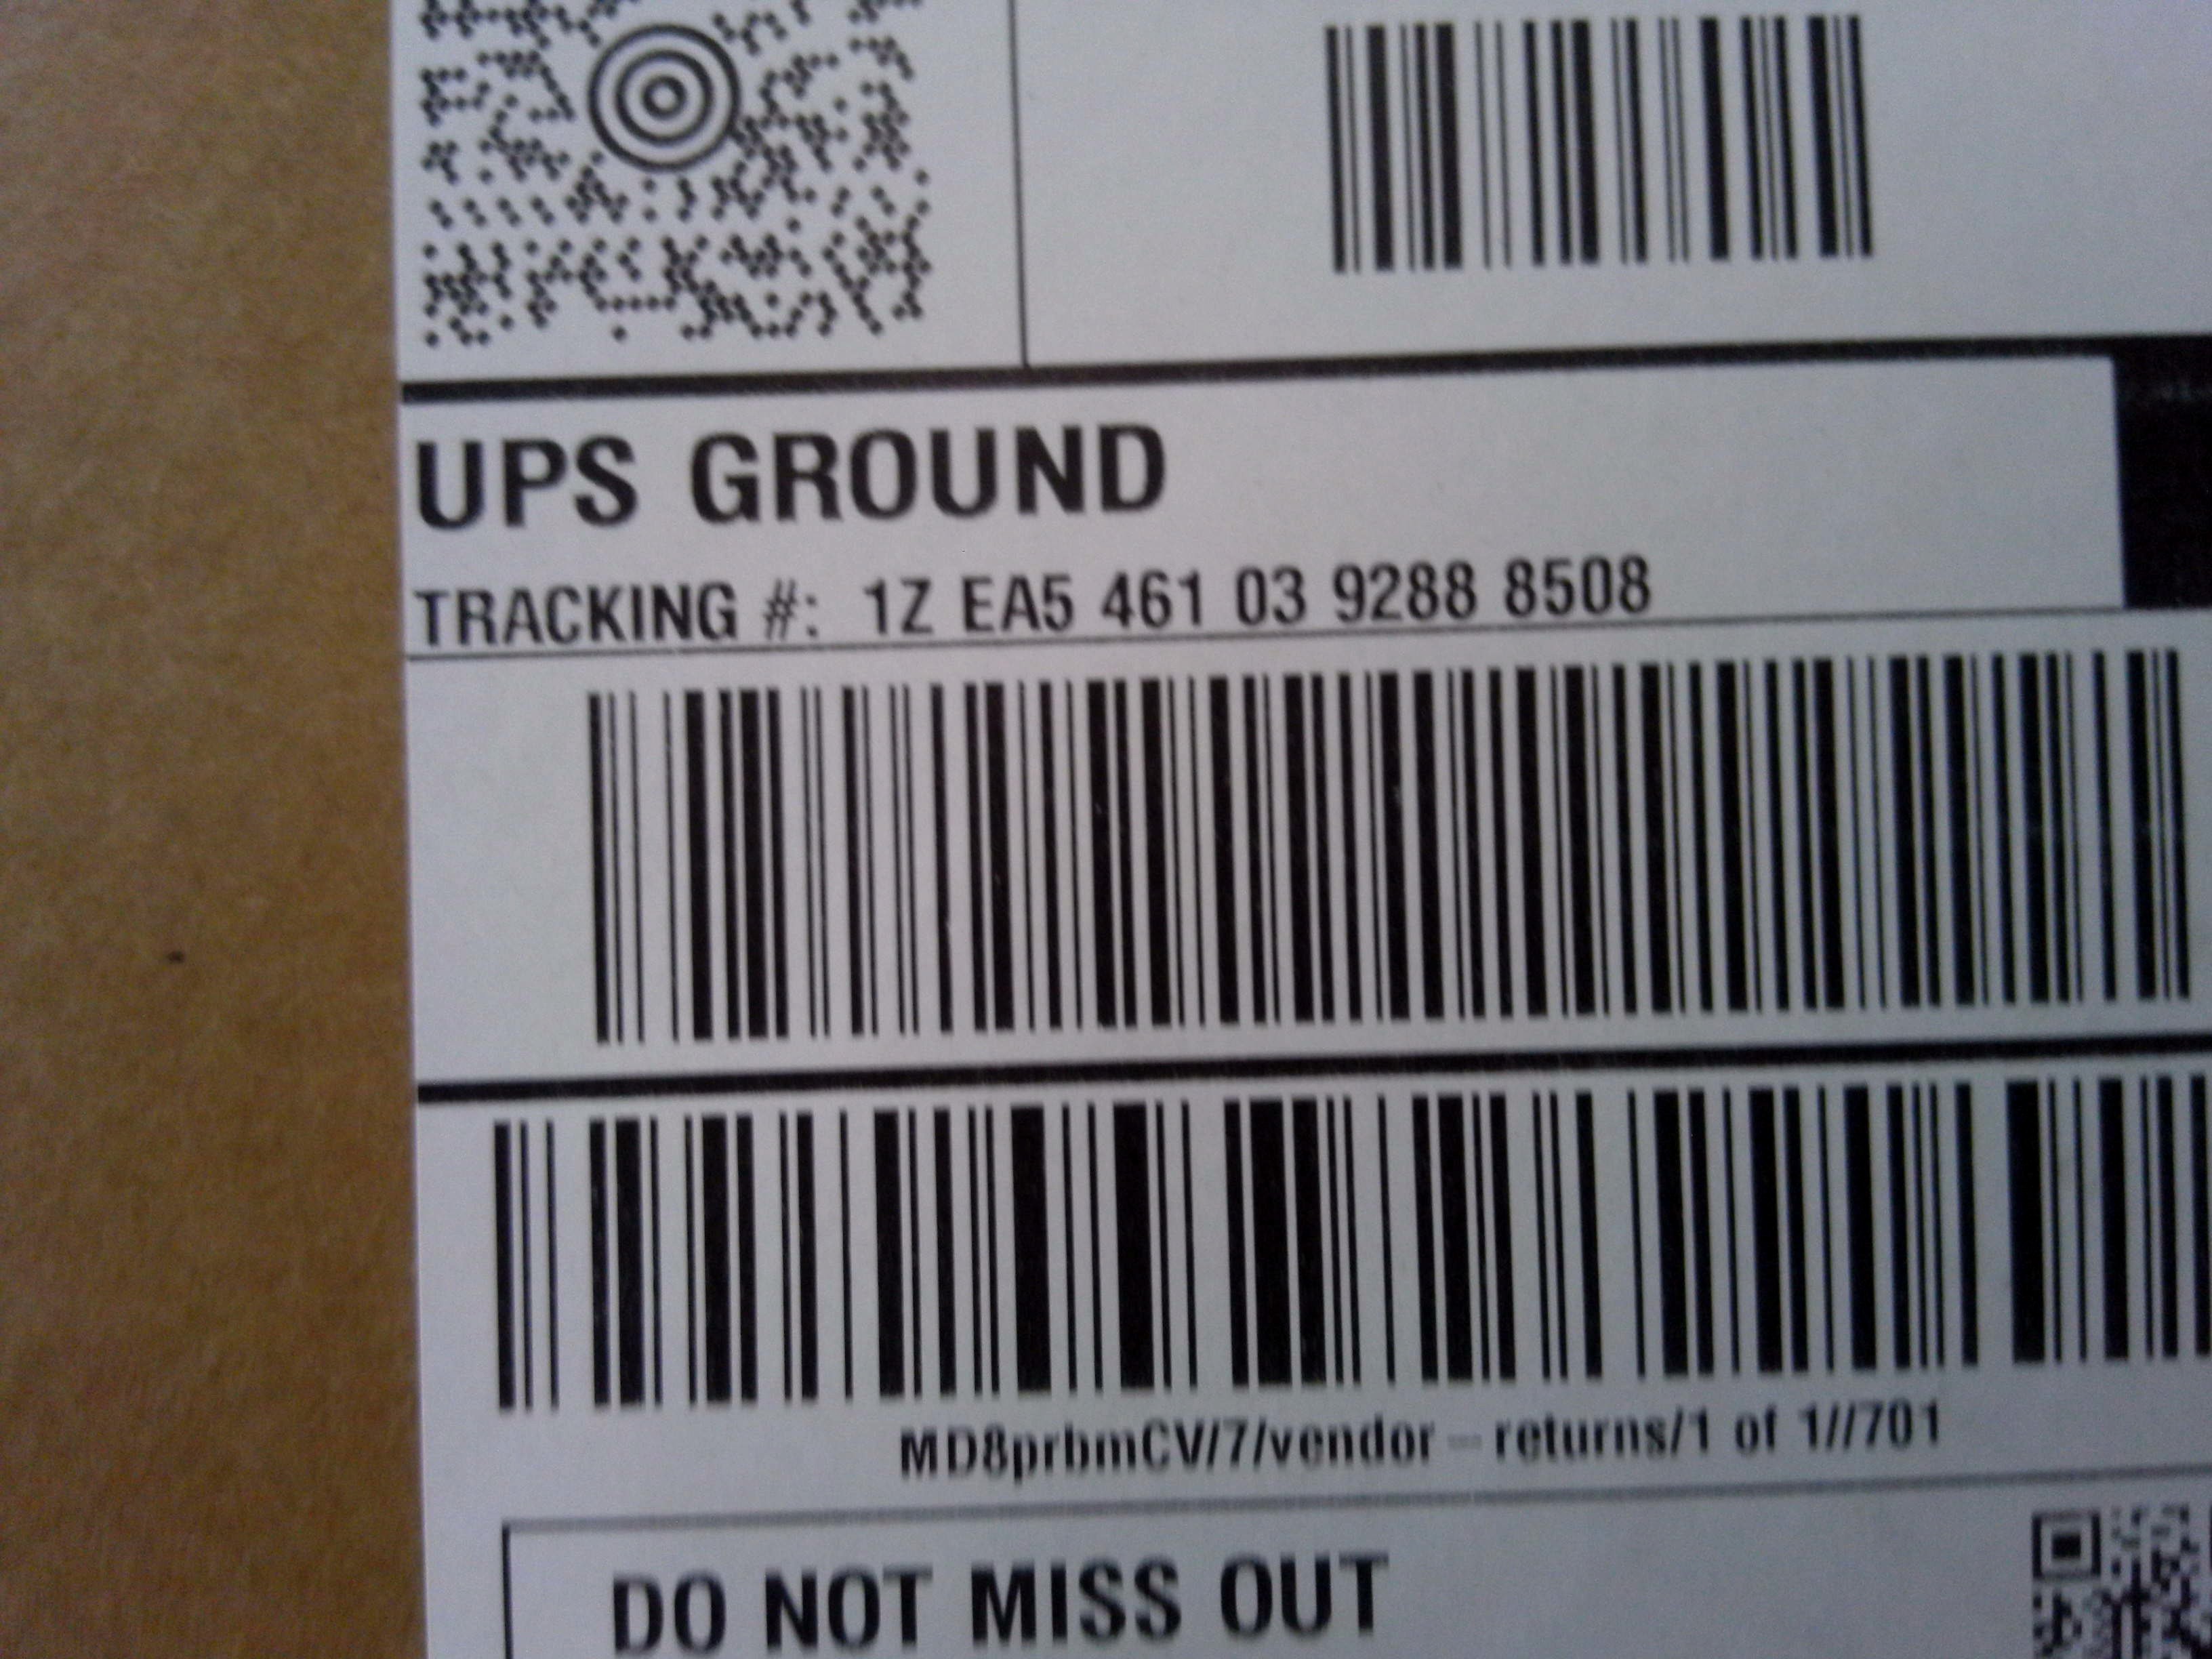 UPS GROUND
TRACKING #: 1Z EA5 461 03 9288 8508
MD8prbmCV/7/vendor - returns/1 of 1//701
DO NOT MISS OUT